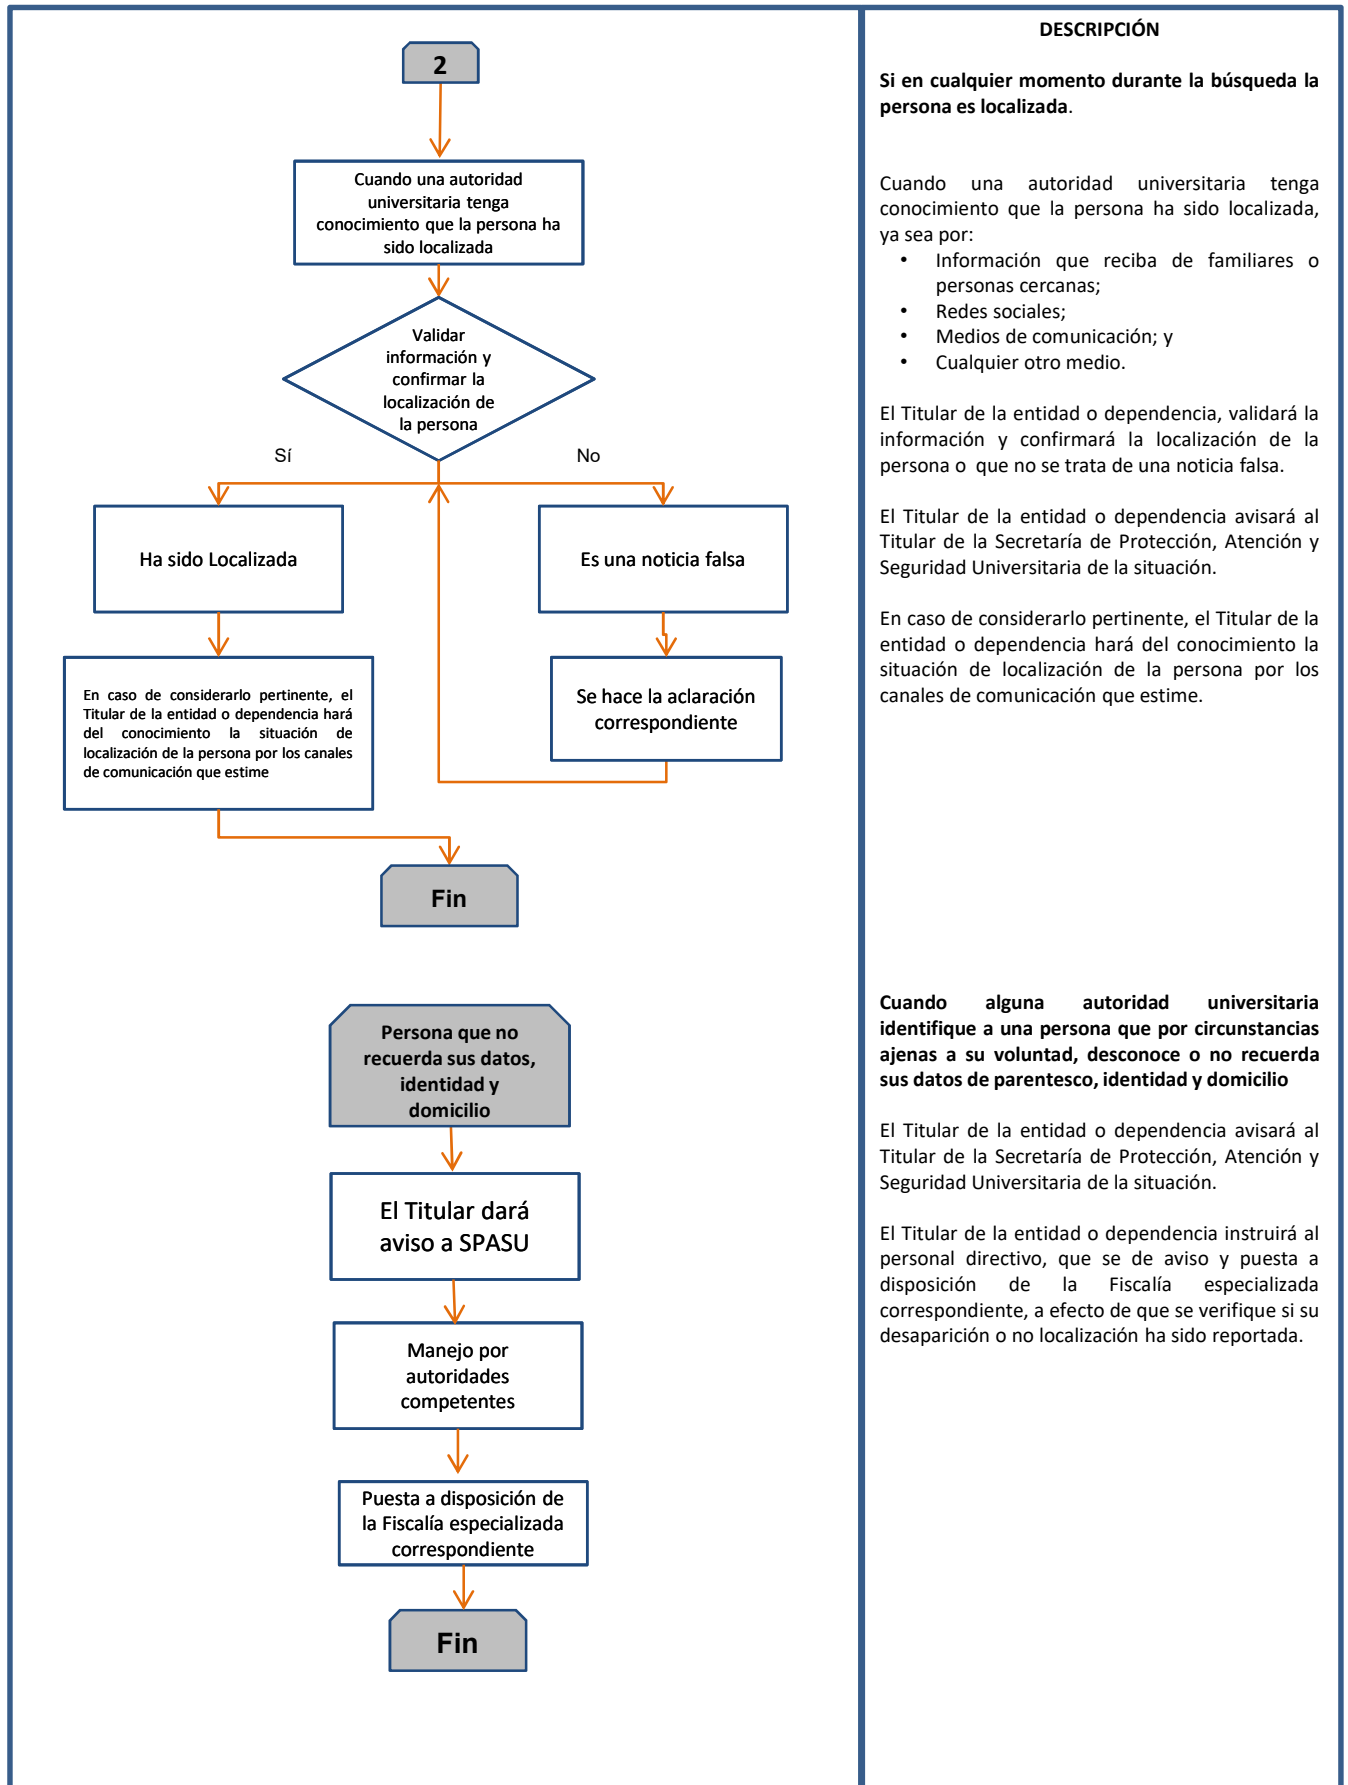 2
Cuando una autoridad
universitaria tenga
conocimiento que la persona ha
sido localizada
Validar
información y
confirmar la
localización de
la persona
Sí
No
Ha sido Localizada
Es una noticia falsa
En caso de considerarlo pertinente, el
Titular de la entidad o dependencia hará
del conocimiento la situación de
localización de la persona por los canales
de comunicación que estime
Se hace la aclaración
correspondiente
Fin
Persona que no
recuerda sus datos,
identidad y
domicilio
El Titular dará
aviso a SPASU
Manejo por
autoridades
competentes
Puesta a disposición de
la Fiscalía especializada
correspondiente
Fin
DESCRIPCIÓN
Si en cualquier momento durante la búsqueda la
persona es localizada.
Cuando una autoridad universitaria tenga
conocimiento que la persona ha sido localizada,
ya sea por:
• Información que reciba de familiares o
personas cercanas;
• Redes sociales;
• Medios de comunicación; y
• Cualquier otro medio.
El Titular de la entidad o dependencia, validará la
información y confirmará la localización de la
persona o que no se trata de una noticia falsa.
El Titular de la entidad o dependencia avisará al
Titular de la Secretaría de Protección, Atención y
Seguridad Universitaria de la situación.
En caso de considerarlo pertinente, el Titular de la
entidad o dependencia hará del conocimiento la
situación de localización de la persona por los
canales de comunicación que estime.
Cuando alguna autoridad universitaria
identifique a una persona que por circunstancias
ajenas a su voluntad, desconoce o no recuerda
sus datos de parentesco, identidad y domicilio
El Titular de la entidad o dependencia avisará al
Titular de la Secretaría de Protección, Atención y
Seguridad Universitaria de la situación.
El Titular de la entidad o dependencia instruirá al
personal directivo, que se de aviso y puesta a
disposición de la Fiscalía especializada
correspondiente, a efecto de que se verifique si su
desaparición o no localización ha sido reportada.